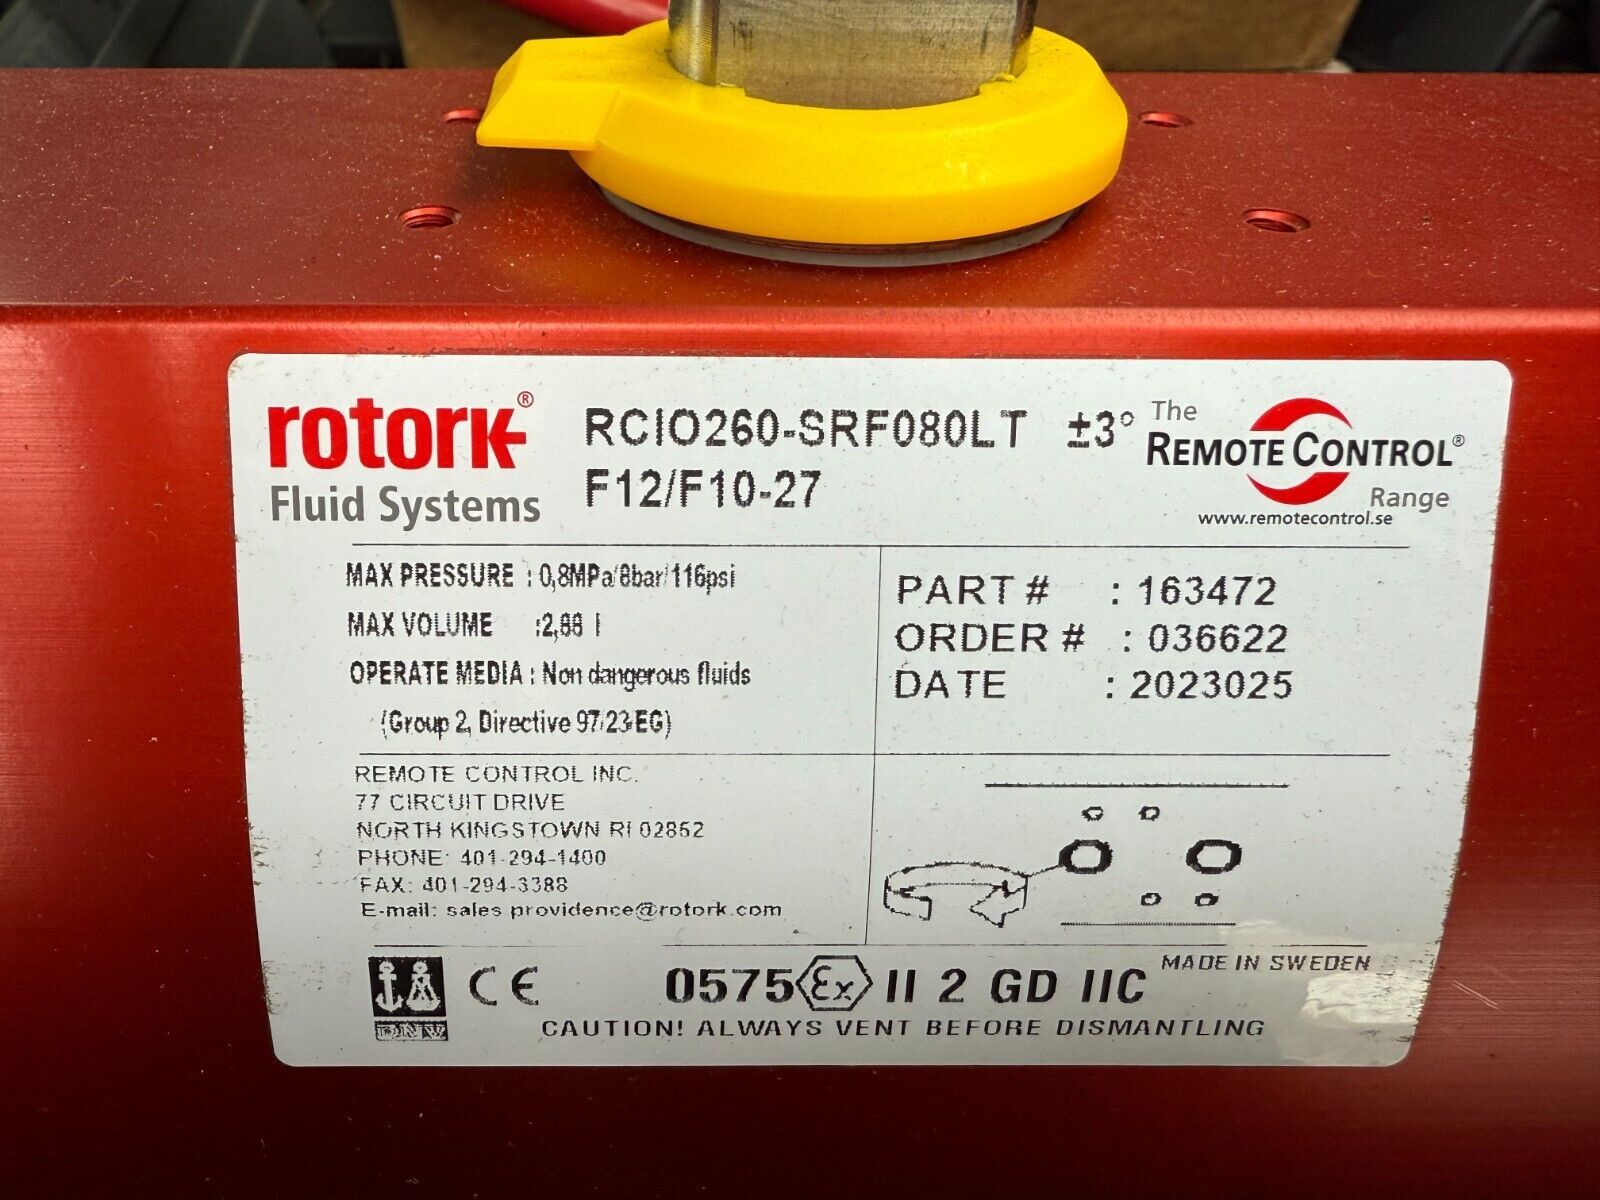 rotork®
Fluid Systems
RCIO260-SRF080LT ±3°
F12/F10-27
The
REMOTE CONTROL®
Range
www.remotecontrol.se
MAX PRESSURE : 0,8MPa/8bar/116psi
MAX VOLUME :2,88 l
OPERATE MEDIA : Non dangerous fluids
(Group 2, Directive 97/23/EG)
PART # : 163472
ORDER # : 036622
DATE : 2023025
REMOTE CONTROL INC.
77 CIRCUIT DRIVE
NORTH KINGSTOWN RI 02852
PHONE: 401-294-1400
FAX: 401-294-3388
E-mail: sales.providence@rotork.com
MADE IN SWEDEN
CE 0575 Ex II 2 GD IIC
CAUTION! ALWAYS VENT BEFORE DISMANTLING